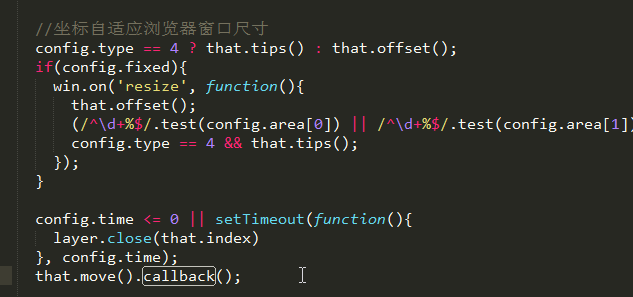 //坐标自适应浏览器窗口尺寸
config.type == 4 ? that.tips() : that.offset();
if(config.fixed){
win.on('resize', function(){
that.offset();
(/^\d+%$/.test(config.area[0]) || /^\d+%$/.test(config.area[1])
config.type == 4 && that.tips();
});
}
config.time <= 0 || setTimeout(function(){
layer.close(that.index)
}, config.time);
that.move().callback();